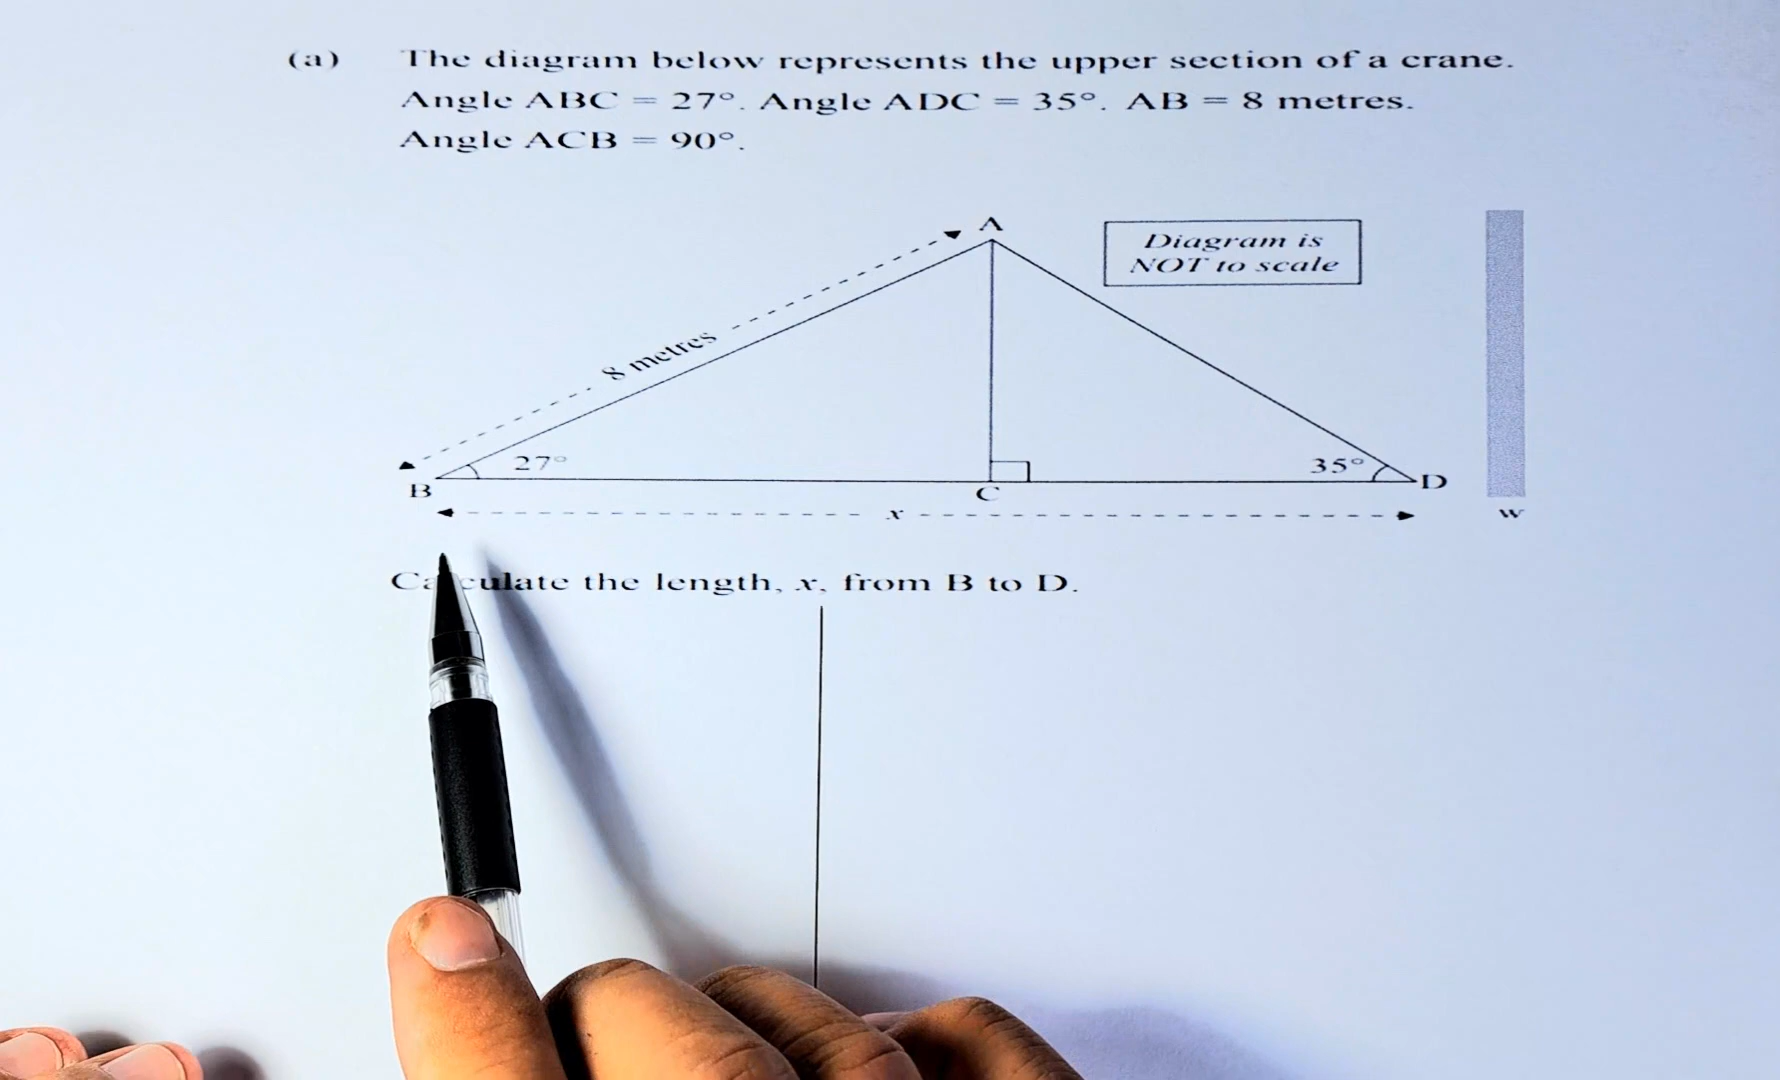 (a) The diagram below represents the upper section of a crane.
Angle ABC = 27°. Angle ADC = 35°. AB = 8 metres.
Angle ACB = 90°.
A
Diagram is
NOT to scale
8 metres
27°
35°
B
C
D
x
w
Calculate the length, x, from B to D.